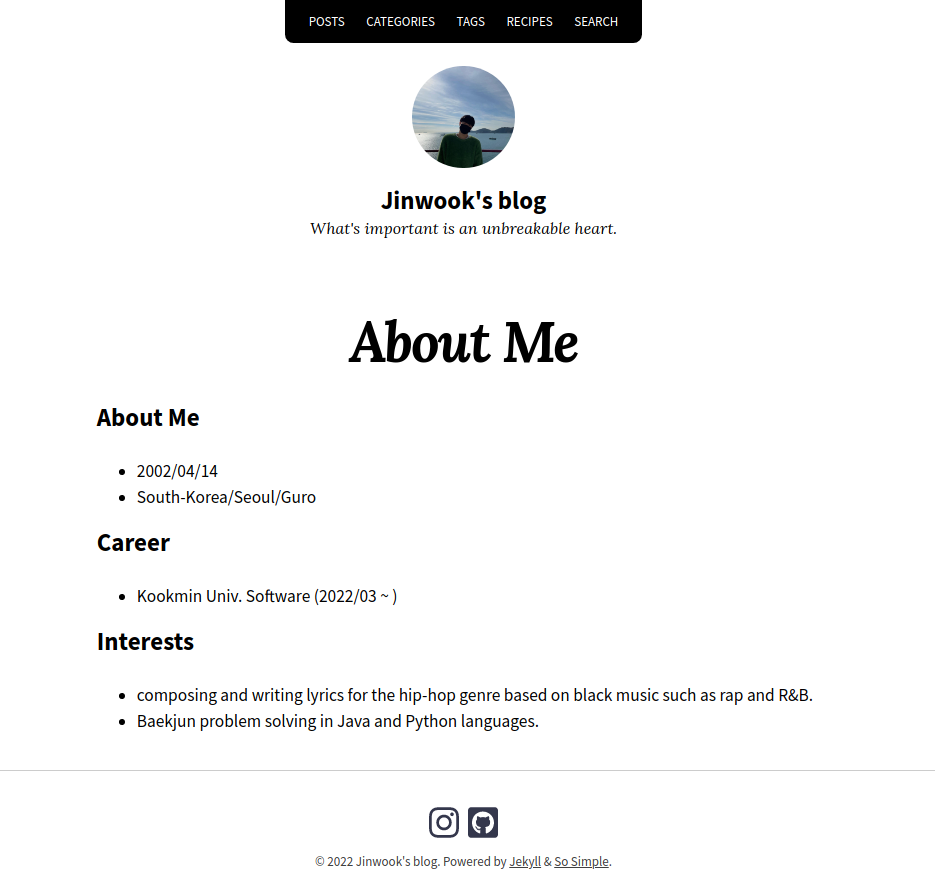 POSTS CATEGORIES TAGS RECIPES SEARCH
Jinwook's blog
What's important is an unbreakable heart.
About Me
About Me
2002/04/14
South-Korea/Seoul/Guro
Career
Kookmin Univ. Software (2022/03 ~ )
Interests
composing and writing lyrics for the hip-hop genre based on black music such as rap and R&B.
Baekjun problem solving in Java and Python languages.
© 2022 Jinwook's blog. Powered by Jekyll & So Simple.